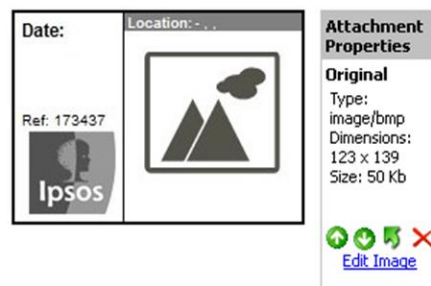 Date:
Location: - , ,
Ref: 173437
Ipsos
Attachment
Properties
Original
Type:
image/bmp
Dimensions:
123 x 139
Size: 50 Kb
Edit Image